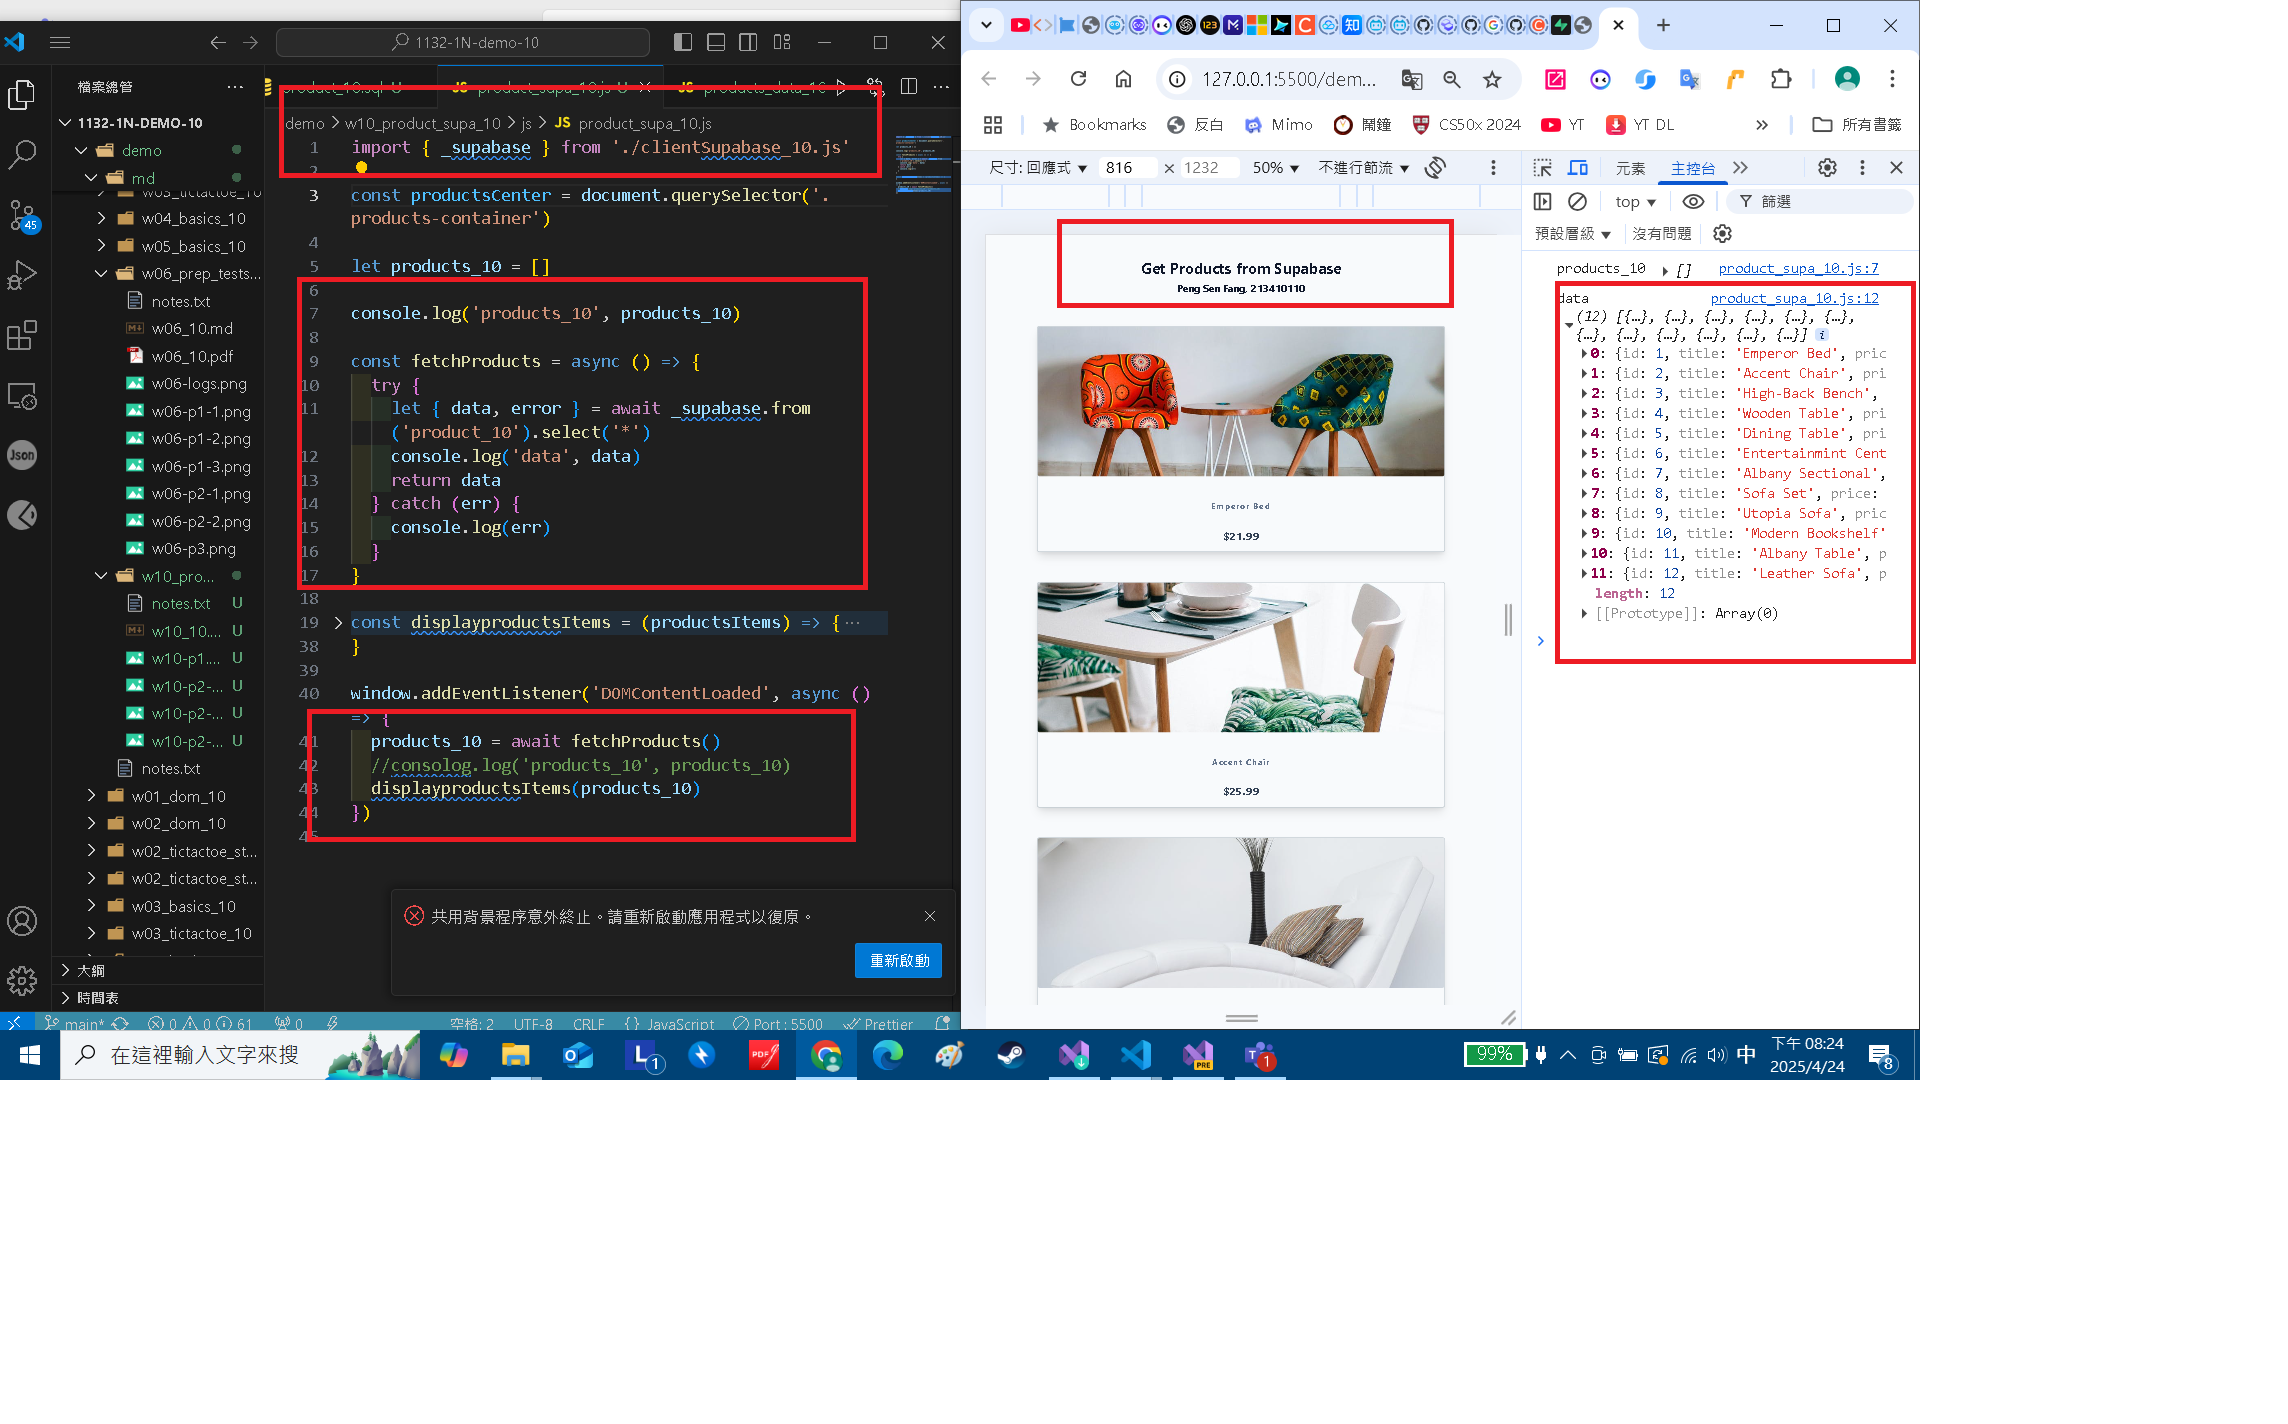 1132-1N-demo-10
檔案總管
1132-1N-DEMO-10
demo
md
w03_tictactoe_10
w04_basics_10
w05_basics_10
w06_prep_tests...
notes.txt
w06_10.md
w06_10.pdf
w06-logs.png
w06-p1-1.png
w06-p1-2.png
w06-p1-3.png
w06-p2-1.png
w06-p2-2.png
w06-p3.png
w10_pro...
notes.txt U
w10_10.... U
w10-p1.... U
w10-p2-... U
w10-p2-... U
w10-p2-... U
notes.txt
w01_dom_10
w02_dom_10
w02_tictactoe_st...
w02_tictactoe_st...
w03_basics_10
w03_tictactoe_10
大綱
時間表
45
Json
product_10.sql U
JS product_supa_10.js U
JS products_data_10
demo > w10_product_supa_10 > js > JS product_supa_10.js
1 import { _supabase } from './clientSupabase_10.js'
2
3 const productsCenter = document.querySelector('.
products-container')
4
5 let products_10 = []
6
7 console.log('products_10', products_10)
8
9 const fetchProducts = async () => {
10 try {
11 let { data, error } = await _supabase.from
('product_10').select('*')
12 console.log('data', data)
13 return data
14 } catch (err) {
15 console.log(err)
16 }
17 }
18
19 const displayproductsItems = (productsItems) => {···
38 }
39
40 window.addEventListener('DOMContentLoaded', async ()
=> {
41 products_10 = await fetchProducts()
42 //consolog.log('products_10', products_10)
43 displayproductsItems(products_10)
44 })
45
共用背景程序意外終止。請重新啟動應用程式以復原。
重新啟動
main* 0 0 61 0 空格: 2 UTF-8 CRLF {} JavaScript Port : 5500 Prettier
127.0.0.1:5500/dem...
Bookmarks 反白 Mimo 鬧鐘 CS50x 2024 YT YT DL » 所有書籤
尺寸: 回應式 816 × 1232 50% 不進行節流
元素 主控台
top 篩選
預設層級 沒有問題
Get Products from Supabase
Peng Sen Fang, 213410110
Emperor Bed
$21.99
Accent Chair
$25.99
products_10 [] product_supa_10.js:7
data product_supa_10.js:12
(12) [{…}, {…}, {…}, {…}, {…}, {…},
{…}, {…}, {…}, {…}, {…}, {…}] i
0: {id: 1, title: 'Emperor Bed', pric
1: {id: 2, title: 'Accent Chair', pri
2: {id: 3, title: 'High-Back Bench',
3: {id: 4, title: 'Wooden Table', pri
4: {id: 5, title: 'Dining Table', pri
5: {id: 6, title: 'Entertainmint Cent
6: {id: 7, title: 'Albany Sectional',
7: {id: 8, title: 'Sofa Set', price:
8: {id: 9, title: 'Utopia Sofa', pric
9: {id: 10, title: 'Modern Bookshelf'
10: {id: 11, title: 'Albany Table', p
11: {id: 12, title: 'Leather Sofa', p
length: 12
[[Prototype]]: Array(0)
在這裡輸入文字來搜
L 1
PDF
PRE
1
99%
中
下午 08:24
2025/4/24
8